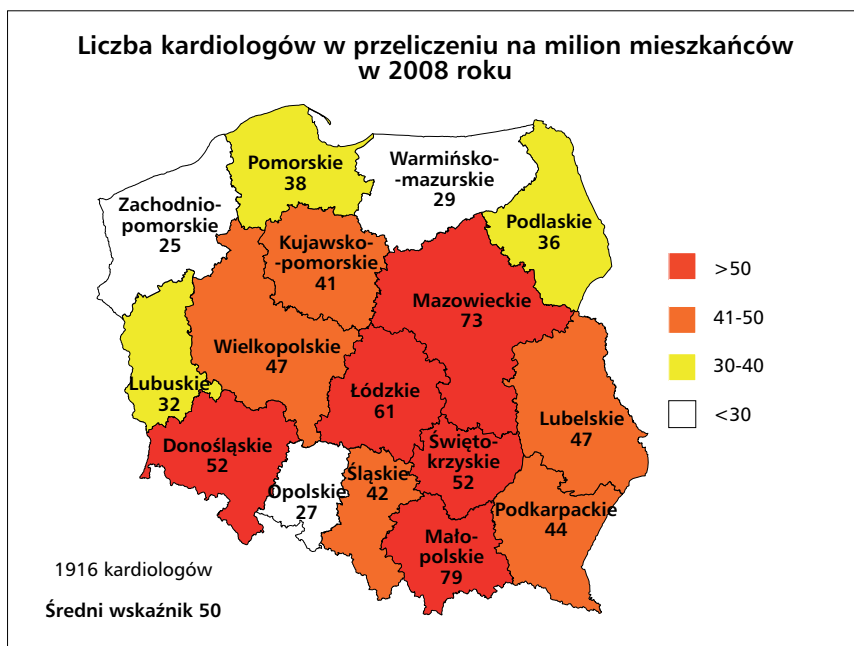 Liczba kardiologów w przeliczeniu na milion mieszkańców
w 2008 roku
Pomorskie
38
Warmińsko-
-mazurskie
29
Zachodnio-
pomorskie
25
Podlaskie
36
Kujawsko-
-pomorskie
41
Mazowieckie
73
Wielkopolskie
47
Lubuskie
32
Łódzkie
61
Lubelskie
47
Donośląskie
52
Święto-
krzyskie
52
Opolskie
27
Śląskie
42
Podkarpackie
44
Mało-
polskie
79
>50
41-50
30-40
<30
1916 kardiologów
Średni wskaźnik 50